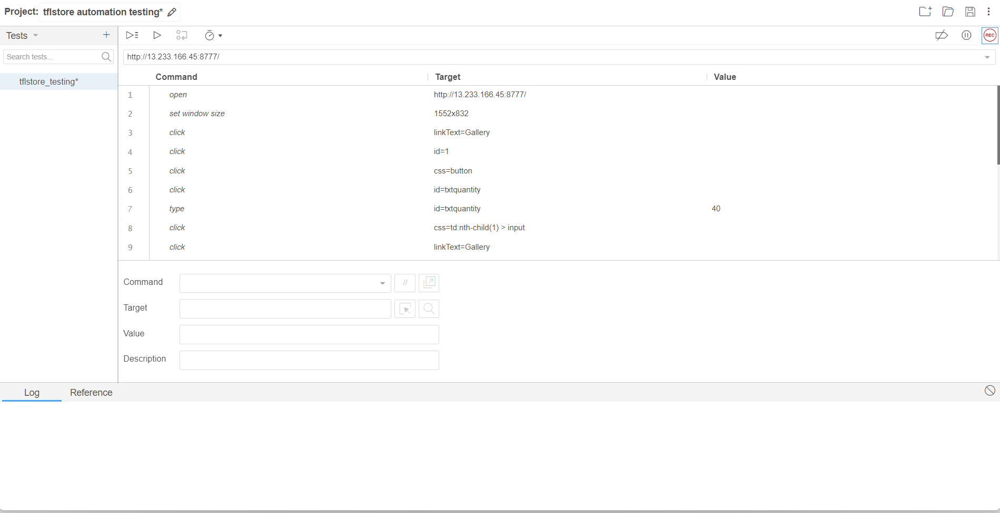 Project: tflstore automation testing*
Tests
Search tests...
tflstore_testing*
REC
http://13.233.166.45:8777/
Command Target Value
1 open http://13.233.166.45:8777/
2 set window size 1552x832
3 click linkText=Gallery
4 click id=1
5 click css=button
6 click id=txtquantity
7 type id=txtquantity 40
8 click css=td:nth-child(1) > input
9 click linkText=Gallery
Command //
Target
Value
Description
Log Reference